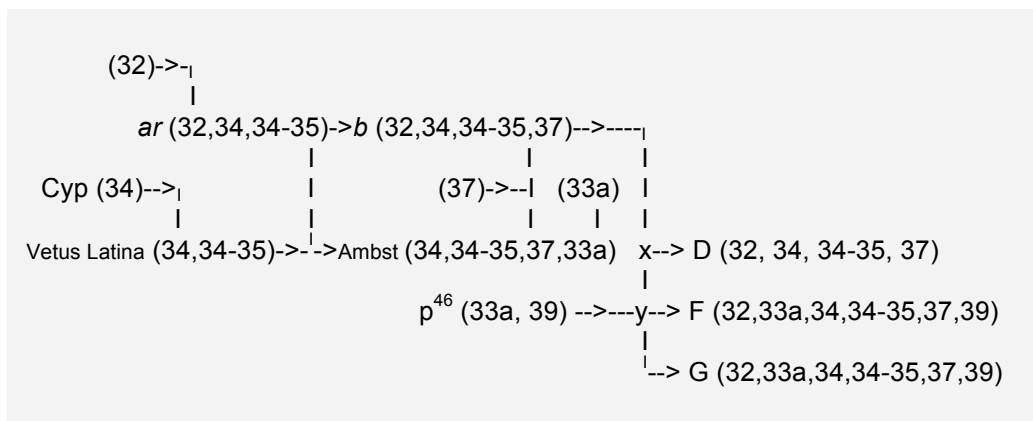 (32)->-╷
I
ar (32,34,34-35)->b (32,34,34-35,37)-->----╷
I I I
Cyp (34)-->╷ I (37)->--I (33a) I
I I I I I
Vetus Latina (34,34-35)->-╵->Ambst (34,34-35,37,33a) x--> D (32, 34, 34-35, 37)
I
p46 (33a, 39) -->---y--> F (32,33a,34,34-35,37,39)
I
╵--> G (32,33a,34,34-35,37,39)